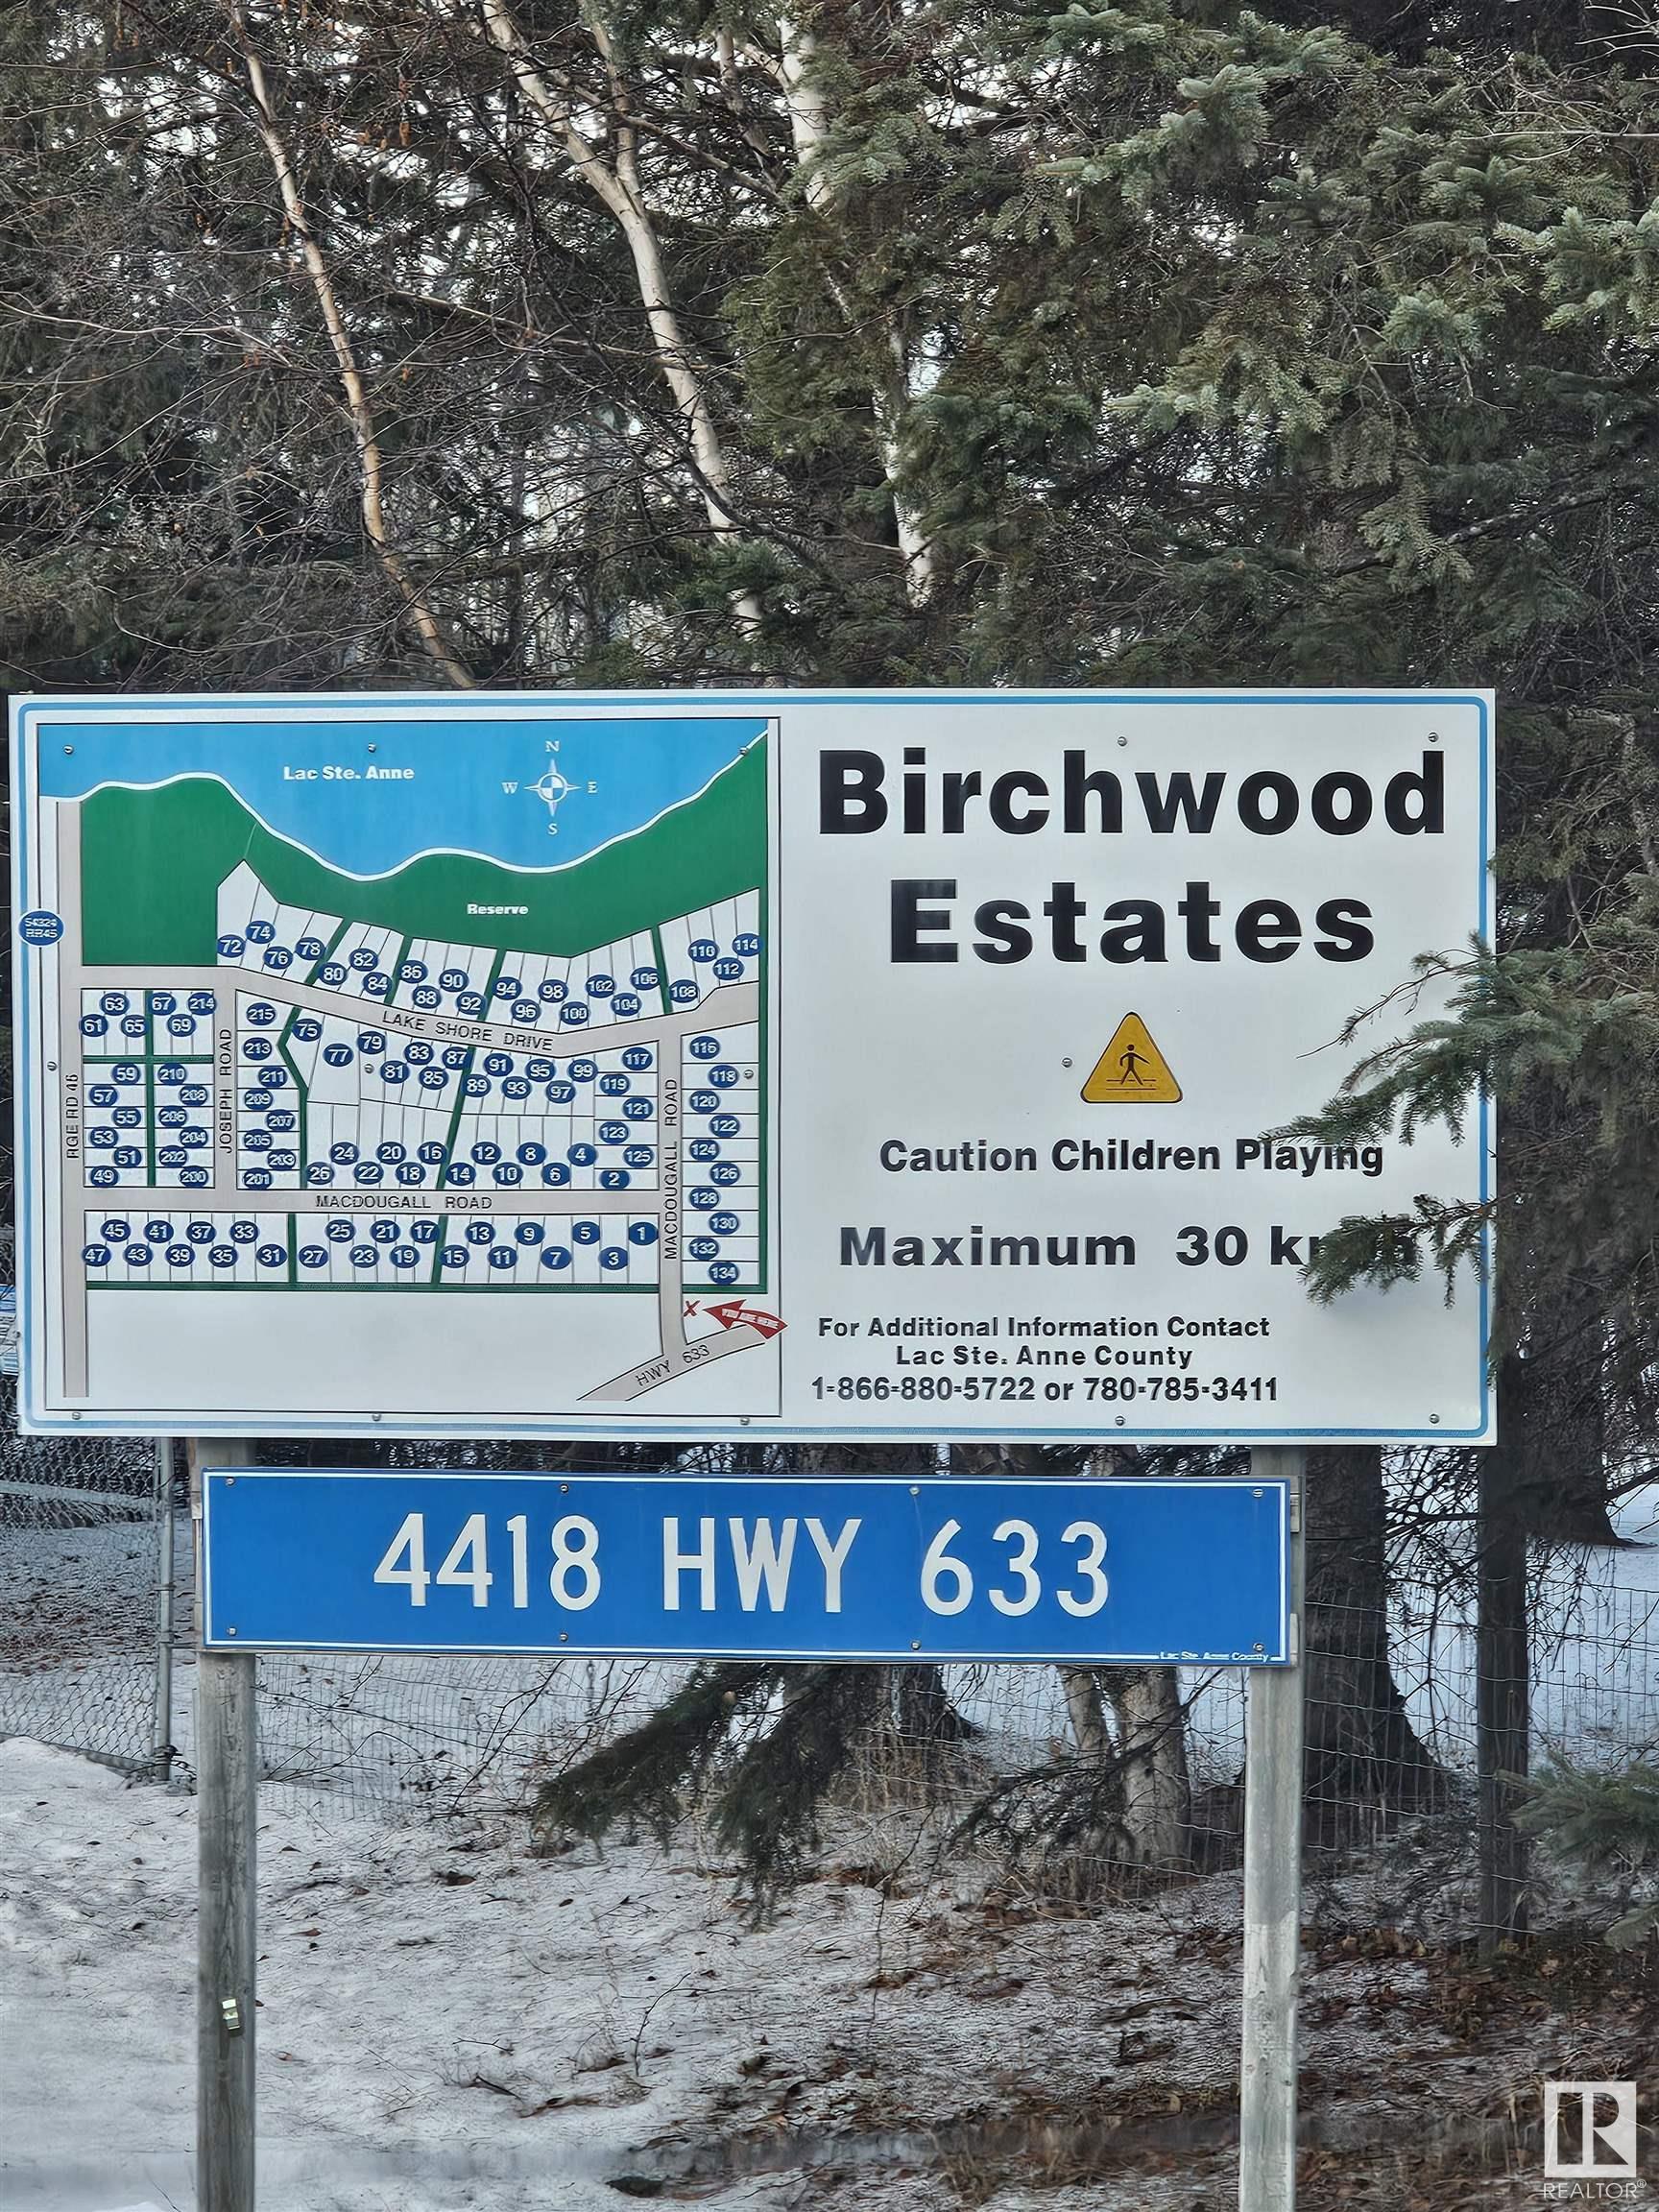 Lac Ste. Anne
N
W E
S
Reserve
54324
RR45
72 74 76 78 80 82 84 86 88 90 92 94 96 98 100 102 104 106 108 110 112 114
LAKE SHORE DRIVE
63 67 214
61 65 69
215 75 77 79 81 83 85 87 89 91 93 95 97 99 117
213 211 209 207 205 203 201
59 210
57 208
55 206
53 204
51 202
49 200
119 121 123 125
116 118 120 122 124 126 128 130 132 134
RGE RD 45
JOSEPH ROAD
MACDOUGALL ROAD
26 24 22 20 18 16 14 12 10 8 6 4 2
MACDOUGALL ROAD
45 41 37 33 25 21 17 13 9 5 1
47 43 39 35 31 27 23 19 15 11 7 3
X YOU ARE HERE
HWY 633
Birchwood
Estates
Caution Children Playing
Maximum 30
For Additional Information Contact
Lac Ste. Anne County
1-866-880-5722 or 780-785-3411
4418 HWY 633
Lac Ste. Anne County
REALTOR®